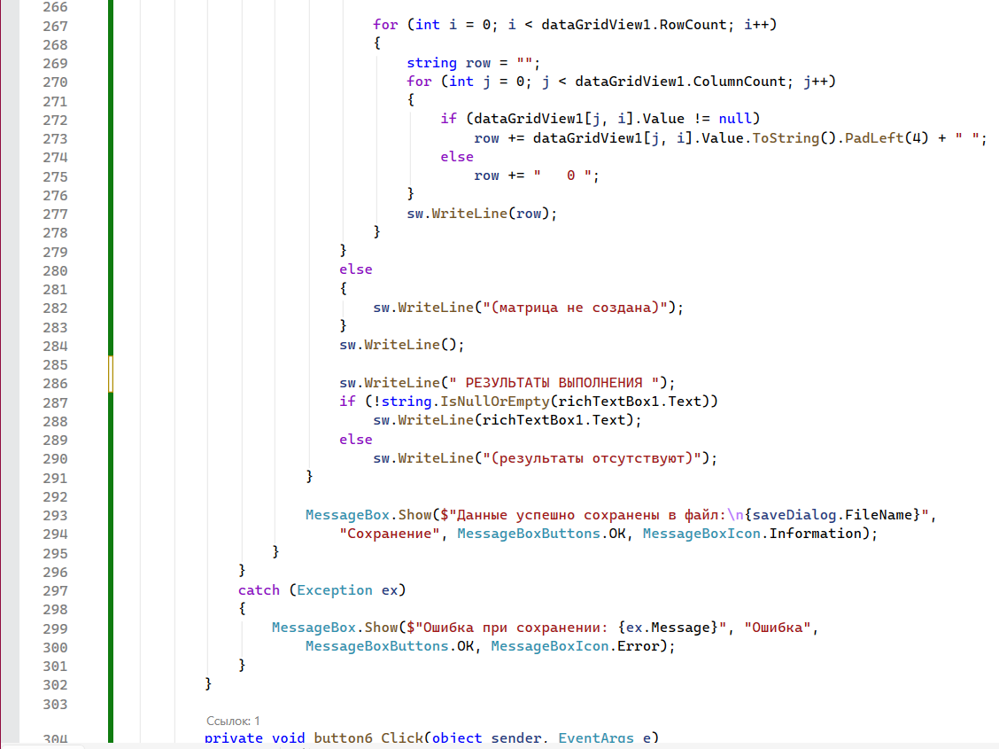 266
267 for (int i = 0; i < dataGridView1.RowCount; i++)
268 {
269 string row = "";
270 for (int j = 0; j < dataGridView1.ColumnCount; j++)
271 {
272 if (dataGridView1[j, i].Value != null)
273 row += dataGridView1[j, i].Value.ToString().PadLeft(4) + " ";
274 else
275 row += "   0 ";
276 }
277 sw.WriteLine(row);
278 }
279 }
280 else
281 {
282 sw.WriteLine("(матрица не создана)");
283 }
284 sw.WriteLine();
285
286 sw.WriteLine(" РЕЗУЛЬТАТЫ ВЫПОЛНЕНИЯ ");
287 if (!string.IsNullOrEmpty(richTextBox1.Text))
288 sw.WriteLine(richTextBox1.Text);
289 else
290 sw.WriteLine("(результаты отсутствуют)");
291 }
292
293 MessageBox.Show($"Данные успешно сохранены в файл:\n{saveDialog.FileName}",
294 "Сохранение", MessageBoxButtons.OK, MessageBoxIcon.Information);
295 }
296 }
297 catch (Exception ex)
298 {
299 MessageBox.Show($"Ошибка при сохранении: {ex.Message}", "Ошибка",
300 MessageBoxButtons.OK, MessageBoxIcon.Error);
301 }
302 }
303
Ссылок: 1
304 private void button6_Click(object sender, EventArgs e)